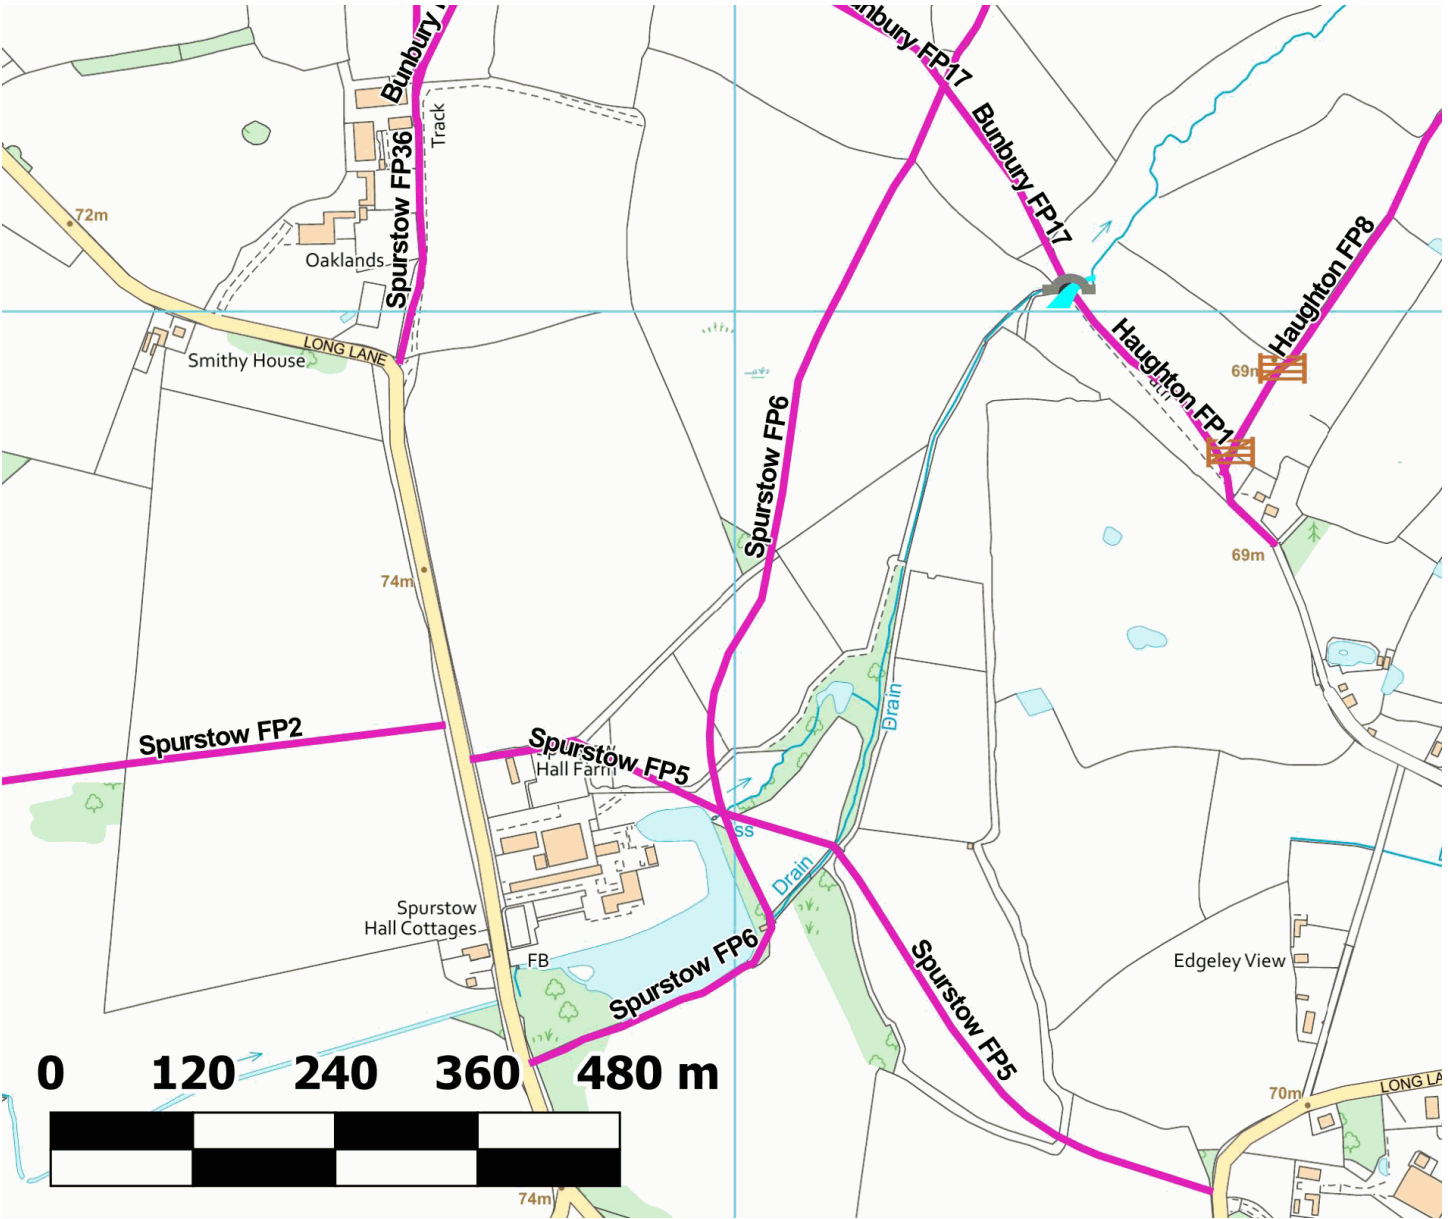 Bunbury
Bunbury FP17
Bunbury FP17
Track
Spurstow FP36
72m
Haughton FP8
Oaklands
LONG LANE
Smithy House
Haughton FP1
69m
Spurstow FP6
69m
74m
Drain
Spurstow FP2
Spurstow FP5
Hall Farm
ss
Drain
Spurstow
Hall Cottages
FB
Spurstow FP6
Spurstow FP5
Edgeley View
0 120 240 360 480 m
70m
LONG LA
74m